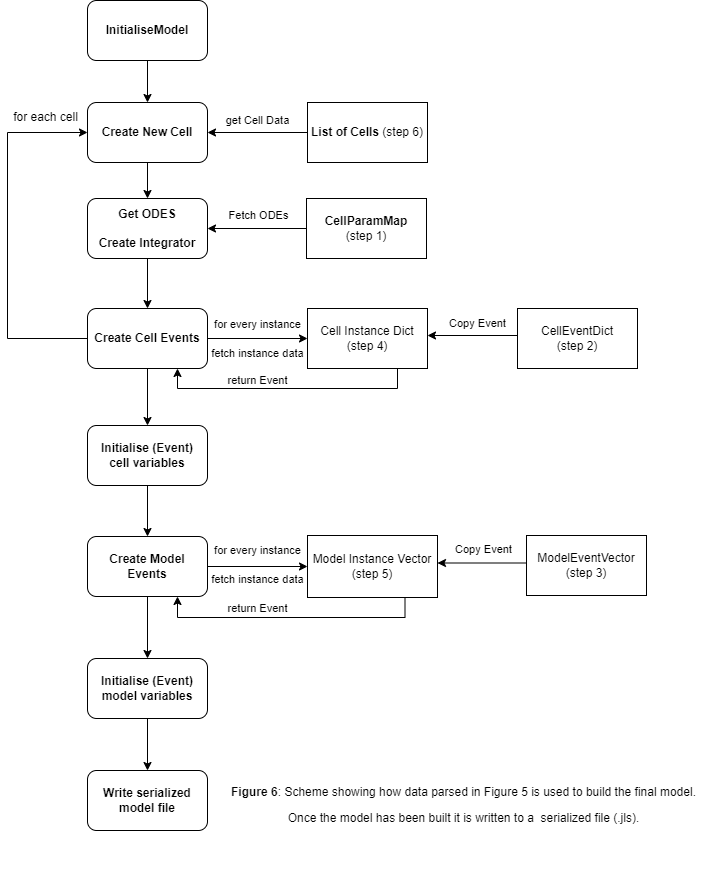 InitialiseModel
for each cell
Create New Cell
get Cell Data
List of Cells (step 6)
Get ODES
Create Integrator
Fetch ODEs
CellParamMap
(step 1)
Create Cell Events
for every instance
fetch instance data
return Event
Cell Instance Dict
(step 4)
Copy Event
CellEventDict
(step 2)
Initialise (Event)
cell variables
Create Model
Events
for every instance
fetch instance data
return Event
Model Instance Vector
(step 5)
Copy Event
ModelEventVector
(step 3)
Initialise (Event)
model variables
Write serialized
model file
Figure 6: Scheme showing how data parsed in Figure 5 is used to build the final model.
Once the model has been built it is written to a serialized file (.jls).